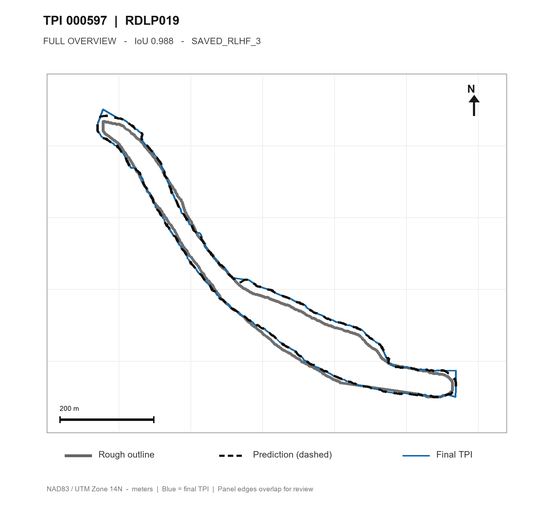 TPI 000597 | RDLP019
FULL OVERVIEW - IoU 0.988 - SAVED_RLHF_3
N
200 m
Rough outline
Prediction (dashed)
Final TPI
NAD83 / UTM Zone 14N - meters | Blue = final TPI | Panel edges overlap for review